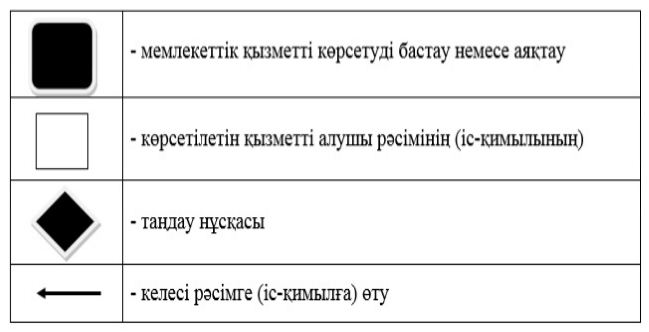 - мемлекеттік қызметті көрсетуді бастау немесе аяқтау
- көрсетілетін қызметті алушы рәсімінің (іс-қимылының)
- таңдау нұсқасы
- келесі рәсімге (іс-қимылға) өту